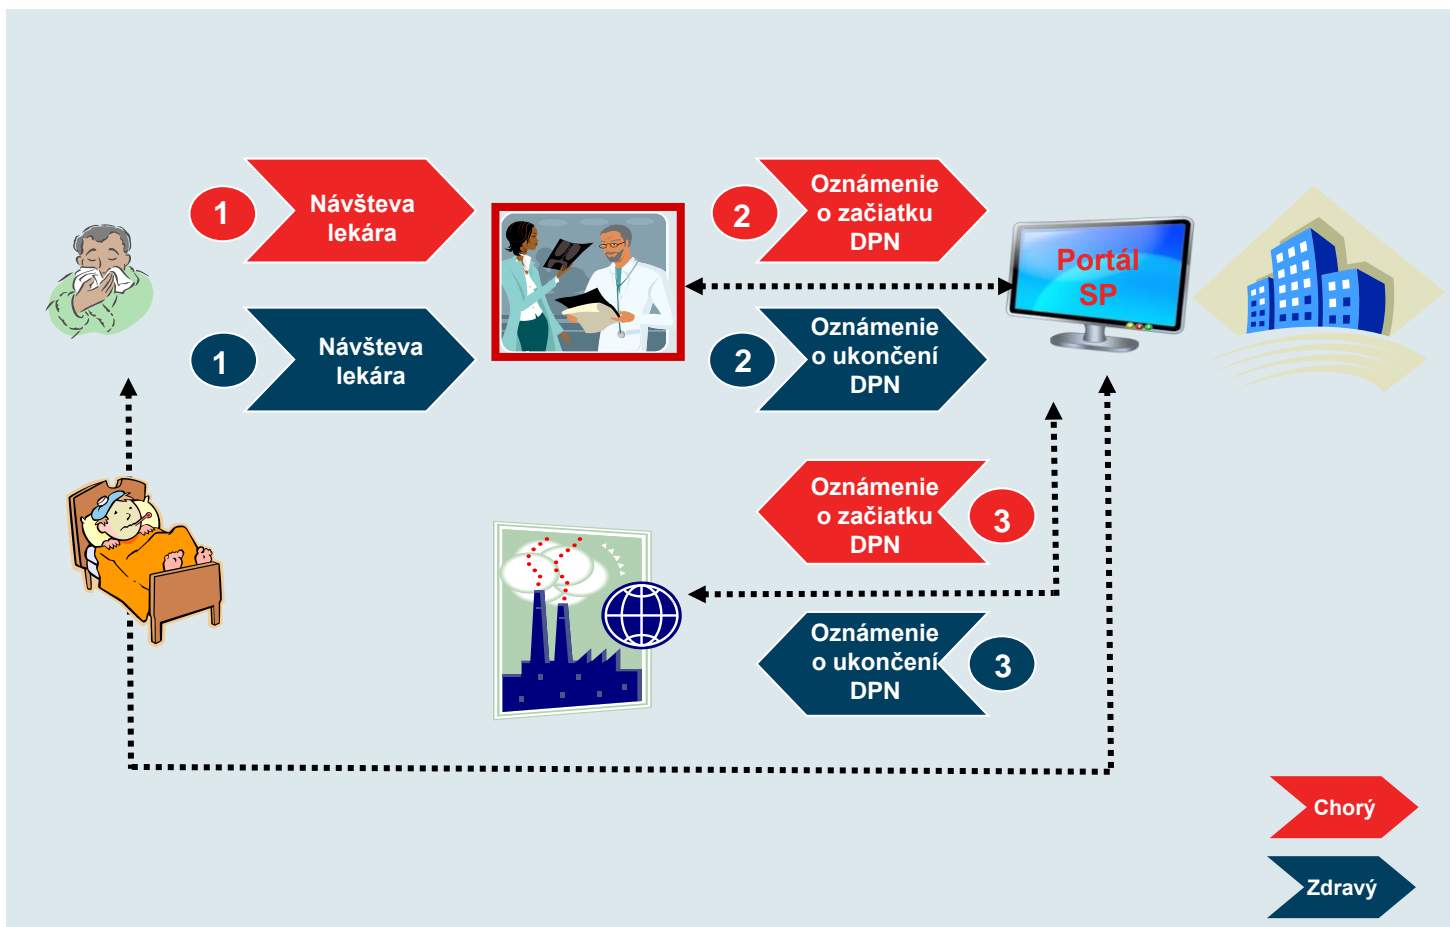 1
Návšteva
lekára
2
Oznámenie
o začiatku
DPN
Portál
SP
1
Návšteva
lekára
2
Oznámenie
o ukončení
DPN
Oznámenie
o začiatku
DPN
3
Oznámenie
o ukončení
DPN
3
Chorý
Zdravý